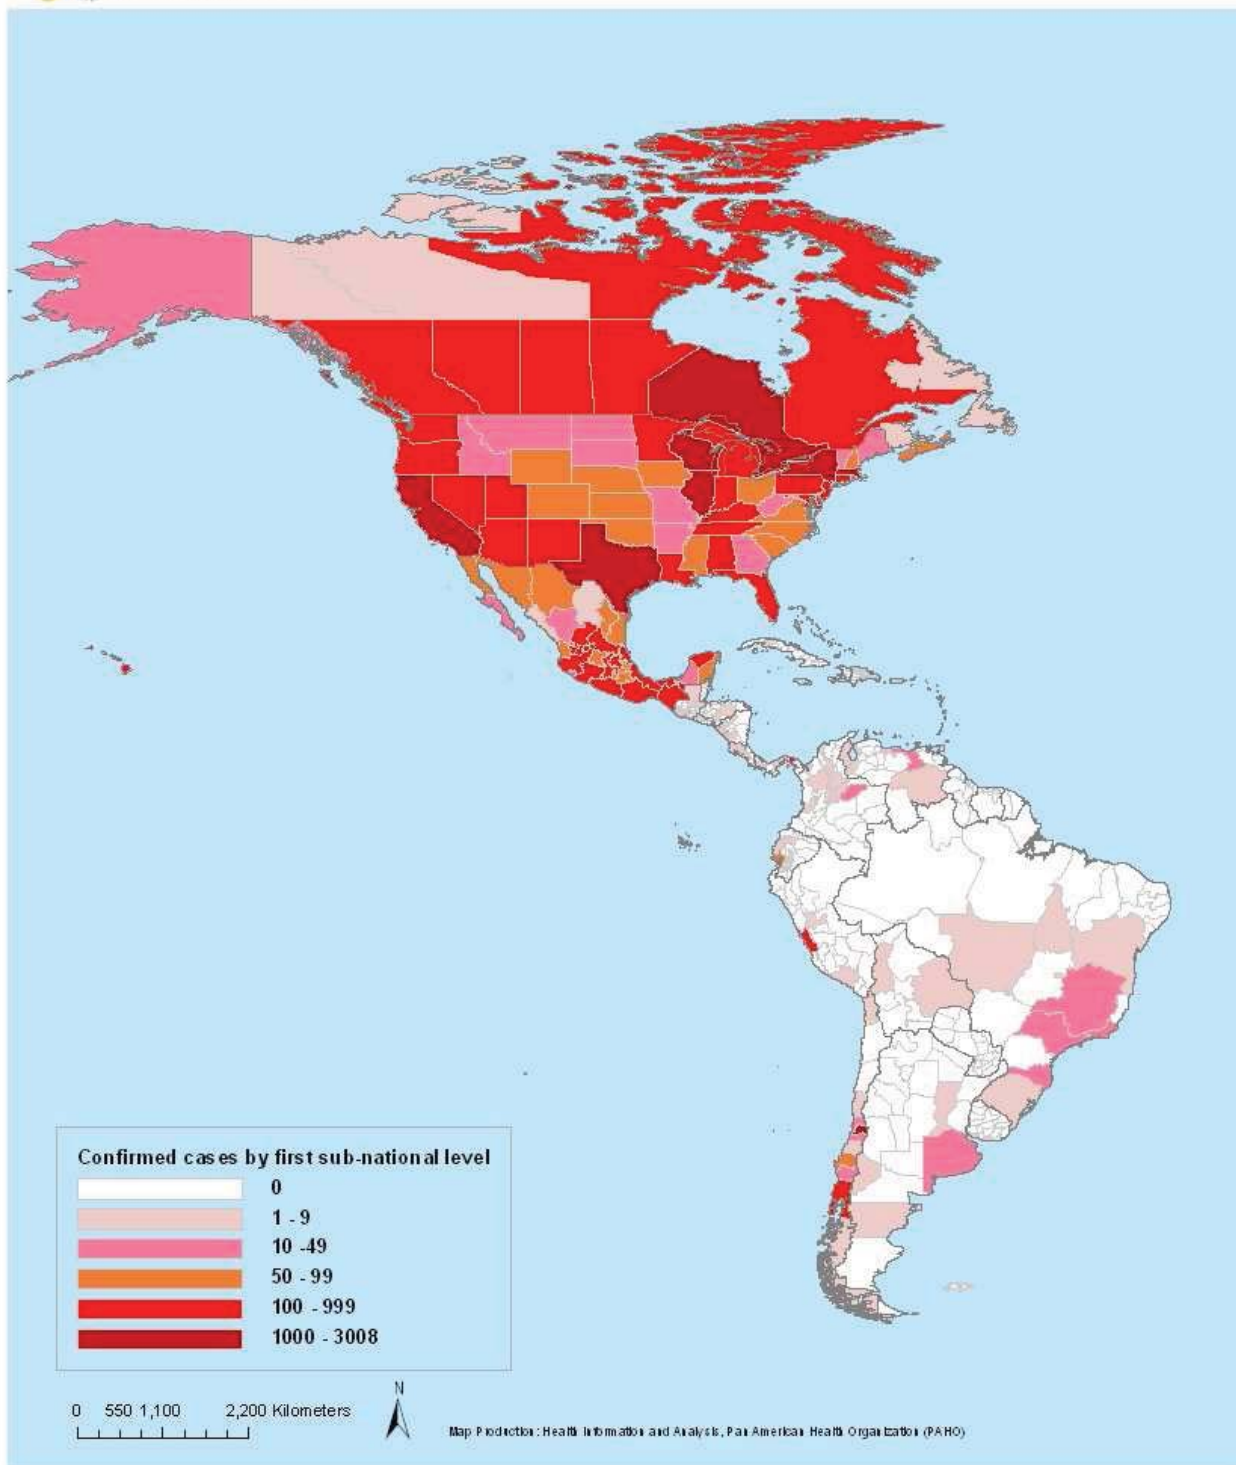 Confirmed cases by first sub-national level
0
1 - 9
10 -49
50 - 99
100 - 999
1000 - 3008
N
0 550 1,100 2,200 Kilometers
Map Production: Health Information and Analysis, Pan American Health Organization (PAHO)